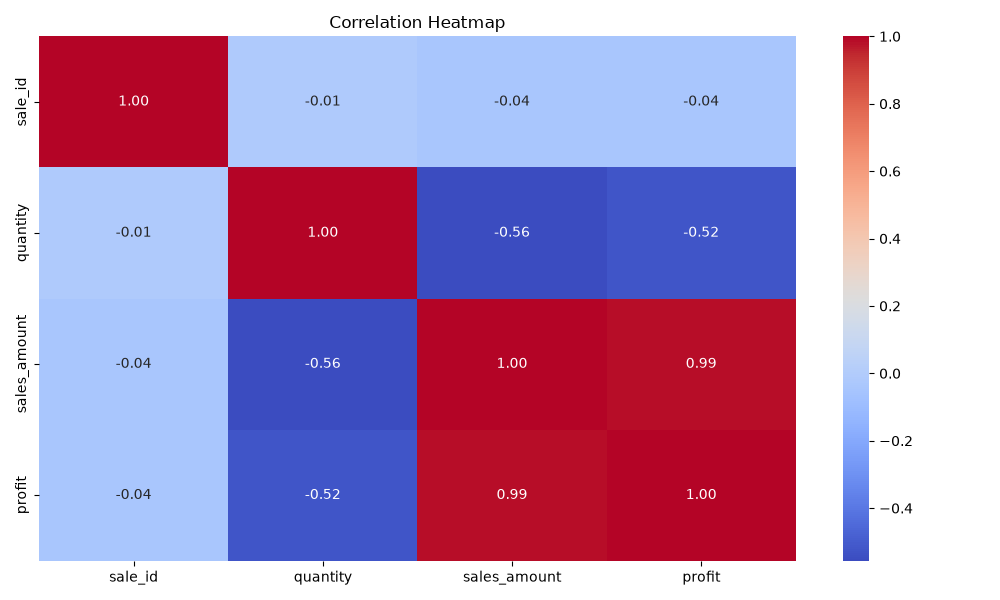 Correlation Heatmap
sale_id
1.00
-0.01
-0.04
-0.04
quantity
-0.01
1.00
-0.56
-0.52
sales_amount
-0.04
-0.56
1.00
0.99
profit
-0.04
-0.52
0.99
1.00
sale_id
quantity
sales_amount
profit
1.0
0.8
0.6
0.4
0.2
0.0
−0.2
−0.4